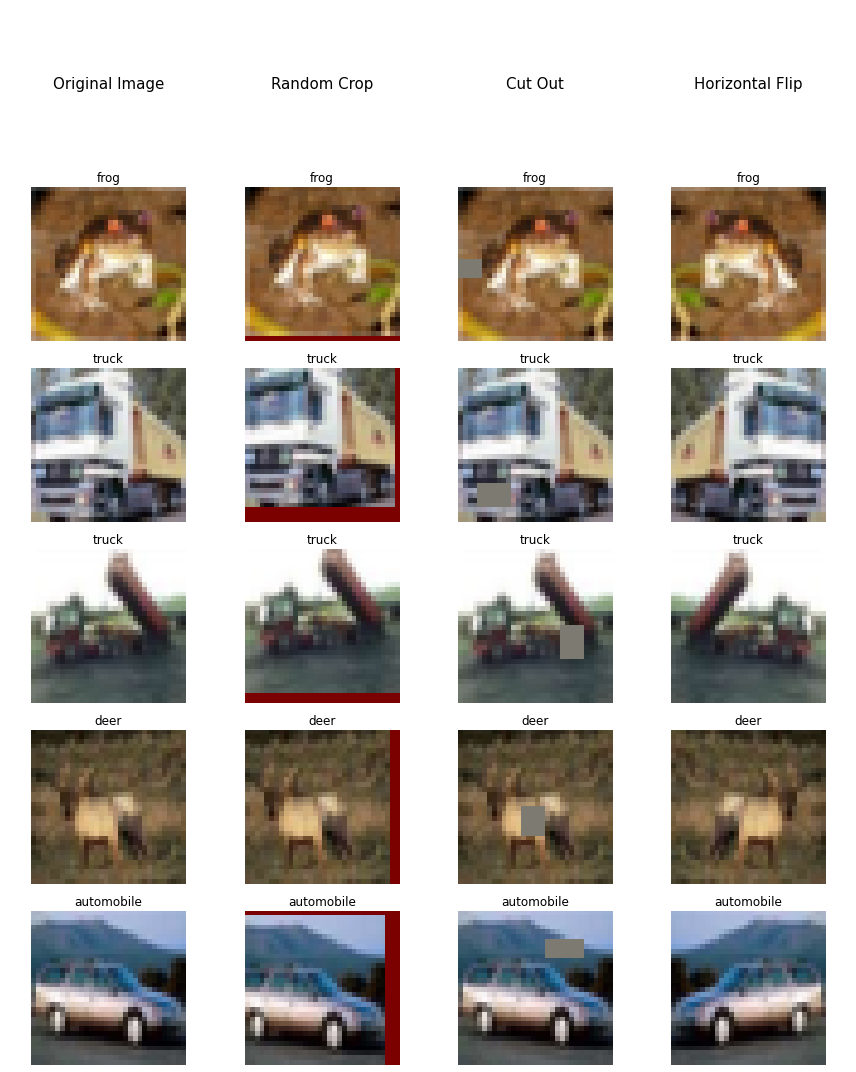 Original Image Random Crop Cut Out Horizontal Flip
frog frog frog frog
truck truck truck truck
truck truck truck truck
deer deer deer deer
automobile automobile automobile automobile